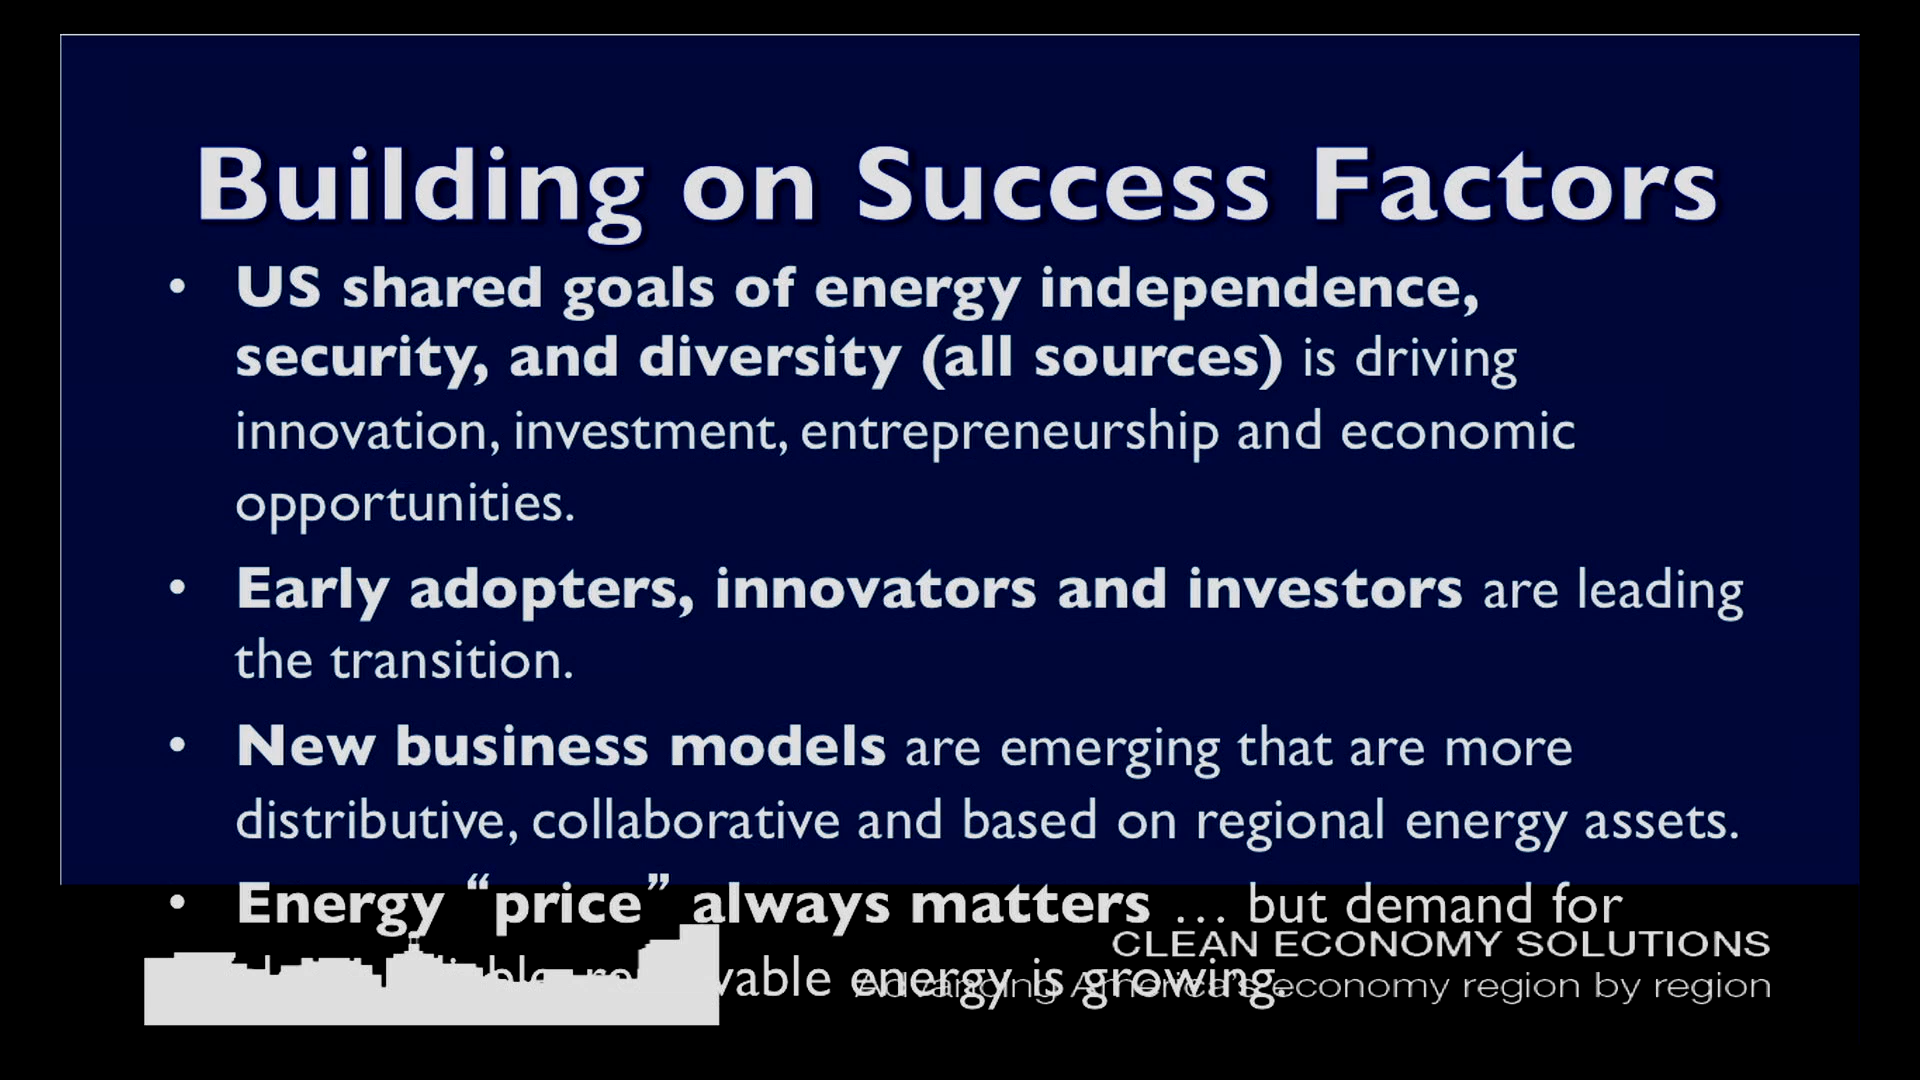 Building on Success Factors
• US shared goals of energy independence,
security, and diversity (all sources) is driving
innovation, investment, entrepreneurship and economic
opportunities.
• Early adopters, innovators and investors are leading
the transition.
• New business models are emerging that are more
distributive, collaborative and based on regional energy assets.
• Energy “price” always matters … but demand for
energy is growing.
CLEAN ECONOMY SOLUTIONS
Advancing America's economy region by region